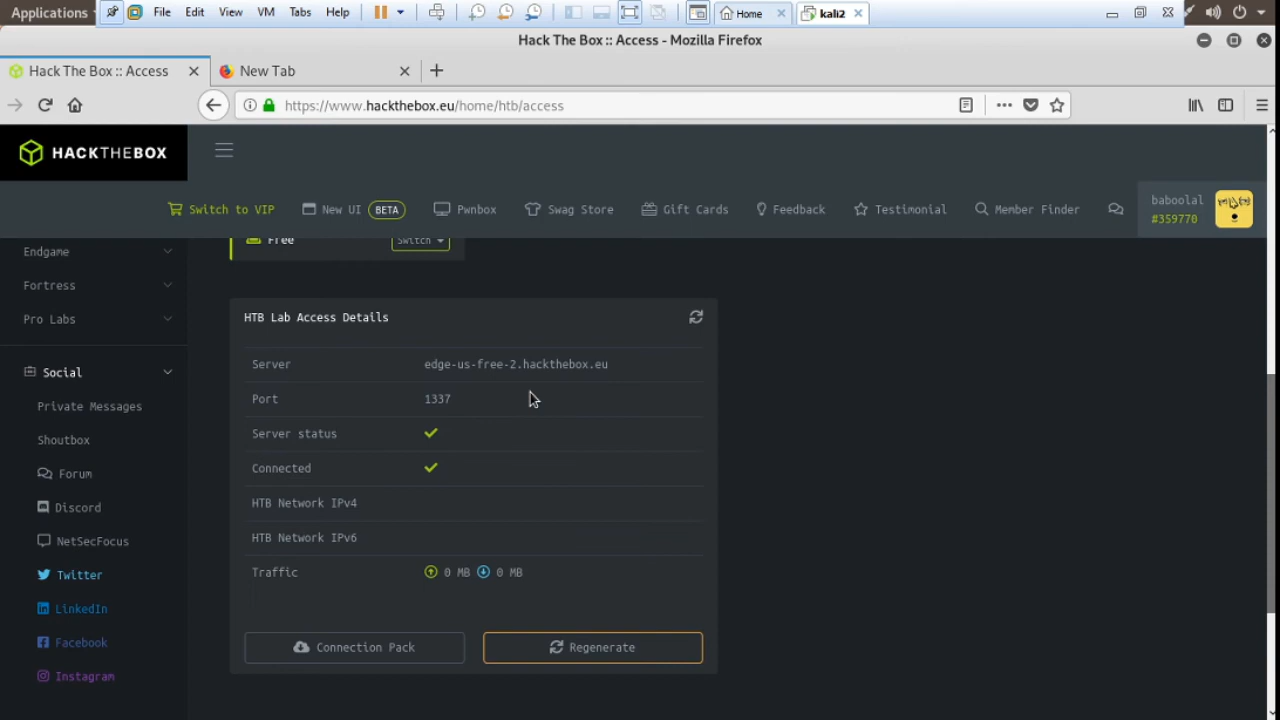 Applications File Edit View VM Tabs Help Home kali2
Hack The Box :: Access - Mozilla Firefox
Hack The Box :: Access New Tab
https://www.hackthebox.eu/home/htb/access
HACKTHEBOX
Switch to VIP New UI BETA Pwnbox Swag Store Gift Cards Feedback Testimonial Member Finder baboolal
#359770
Free Switch
Endgame
Fortress
Pro Labs
Social
Private Messages
Shoutbox
Forum
Discord
NetSecFocus
Twitter
LinkedIn
Facebook
Instagram
HTB Lab Access Details
Server edge-us-free-2.hackthebox.eu
Port 1337
Server status
Connected
HTB Network IPv4
HTB Network IPv6
Traffic 0 MB 0 MB
Connection Pack Regenerate